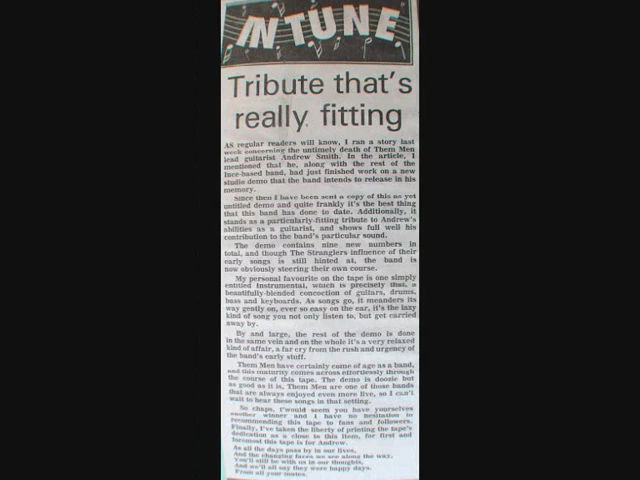 IN TUNE
Tribute that's
really fitting
AS regular readers will know, I ran a story last
week concerning the untimely death of Them Men
lead guitarist Andrew Smith. In the article, I
mentioned that he, along with the rest of the
Ince-based band, had just finished work on a new
studio demo that the band intends to release in his
memory.
Since then I have been sent a copy of this as yet
untitled demo and quite frankly it's the best thing
that this band has done to date. Additionally, it
stands as a particularly-fitting tribute to Andrew's
abilities as a guitarist, and shows full well his
contribution to the band's particular sound.
The demo contains nine new numbers in
total, and though The Stranglers influence of their
early songs is still hinted at, the band is
now obviously steering their own course.
My personal favourite on the tape is one simply
entitled Instrumental, which is precisely that, a
beautifully-blended concoction of guitars, drums,
bass and keyboards. As songs go, it meanders its
way gently on, ever so easy on the ear, it's the lazy
kind of song you not only listen to, but get carried
away by.
By and large, the rest of the demo is done
in the same vein and on the whole it's a very relaxed
kind of affair, a far cry from the rush and urgency of
the band's early stuff.
Them Men have certainly come of age as a band,
and this maturity comes across effortlessly through
the course of this tape. The demo is doozie but
as good as it is, Them Men are one of those bands
that are always enjoyed even more live, so I can't
wait to hear these songs in that setting.
So chaps, t'would seem you have yourselves
another winner and I have no hesitation in
recommending this tape to fans and followers.
Finally, I've taken the liberty of printing the tape's
dedication as a close to this item, for first and
foremost this tape is for Andrew.
As all the days pass by in our lives,
And the changing faces we see along the way,
You'll still be with us in our thoughts,
And we'll all say they were happy days.
From all your mates.